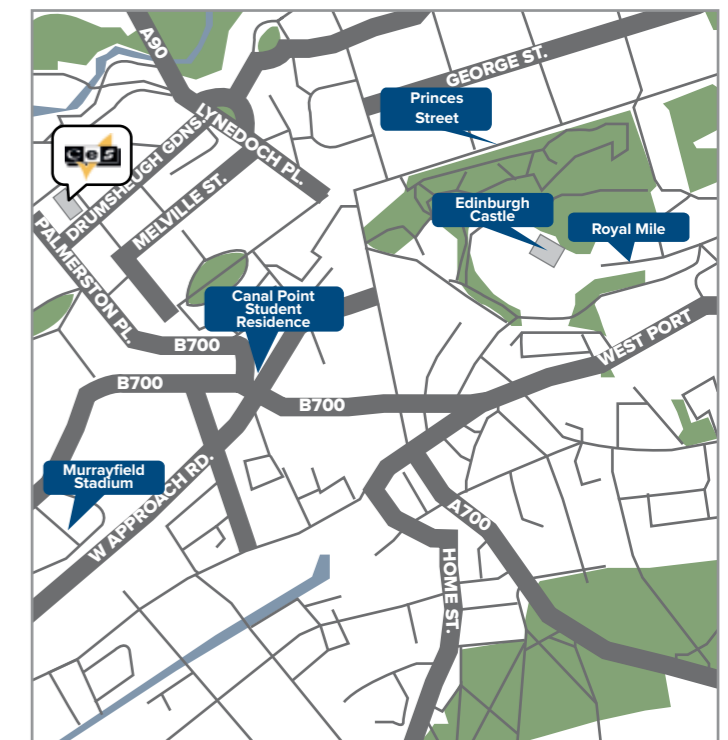 A90
GEORGE ST.
Princes
Street
LYNEDOCH PL.
CES
DRUMSHEUGH GDNS.
MELVILLE ST.
Edinburgh
Castle
Royal Mile
PALMERSTON PL.
Canal Point
Student
Residence
B700
WEST PORT
B700
B700
Murrayfield
Stadium
W APPROACH RD.
A700
HOME ST.